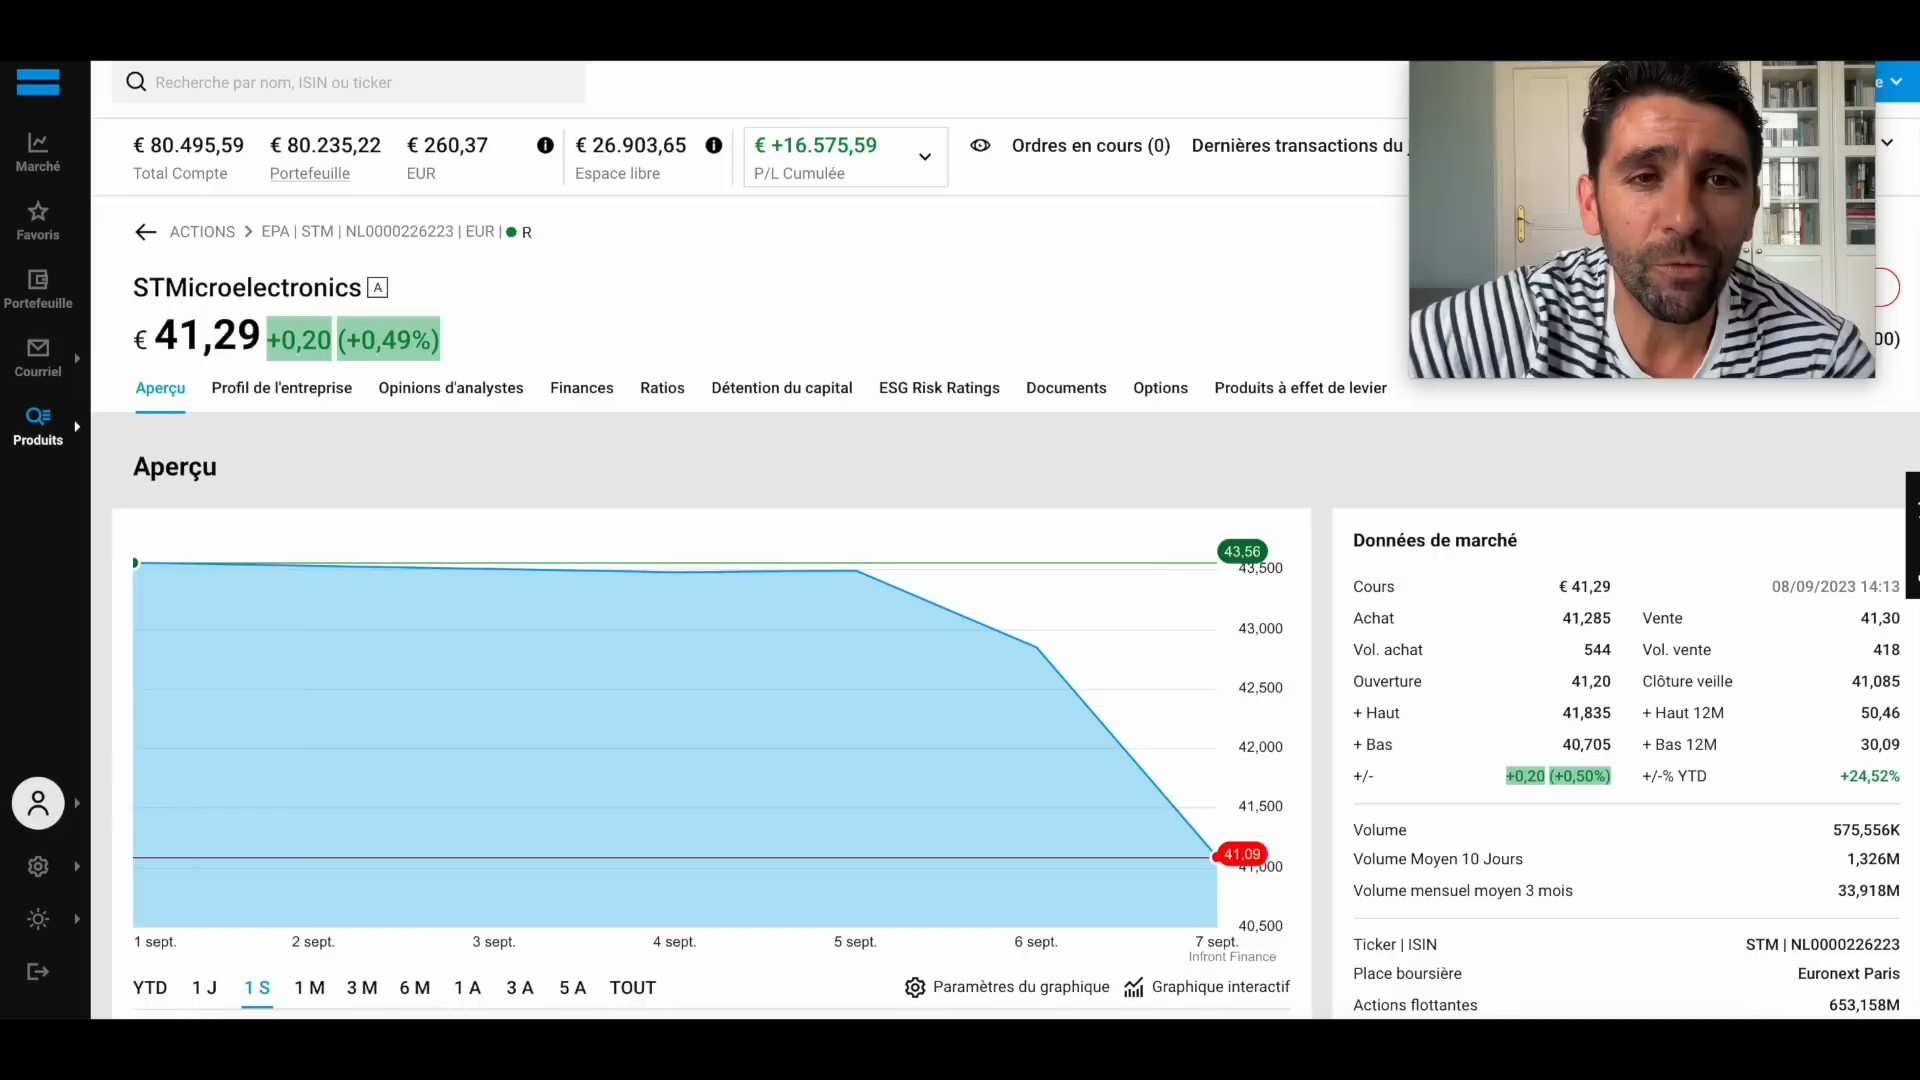 Recherche par nom, ISIN ou ticker
e
€ 80.495,59 € 80.235,22 € 260,37 € 26.903,65 € +16.575,59 Ordres en cours (0) Dernières transactions du
Total Compte Portefeuille EUR Espace libre P/L Cumulée
Marché
Favoris
Portefeuille
Courriel
Produits
ACTIONS > EPA | STM | NL0000226223 | EUR | R
STMicroelectronics A
€ 41,29 +0,20 (+0,49%)
00)
Aperçu Profil de l'entreprise Opinions d'analystes Finances Ratios Détention du capital ESG Risk Ratings Documents Options Produits à effet de levier
Aperçu
43,56
43,500
43,000
42,500
42,000
41,500
41,09
41,000
40,500
1 sept. 2 sept. 3 sept. 4 sept. 5 sept. 6 sept. 7 sept.
Infront Finance
YTD 1 J 1 S 1 M 3 M 6 M 1 A 3 A 5 A TOUT Paramètres du graphique Graphique interactif
Données de marché
Cours € 41,29 08/09/2023 14:13
Achat 41,285 Vente 41,30
Vol. achat 544 Vol. vente 418
Ouverture 41,20 Clôture veille 41,085
+ Haut 41,835 + Haut 12M 50,46
+ Bas 40,705 + Bas 12M 30,09
+/- +0,20 (+0,50%) +/-% YTD +24,52%
Volume 575,556K
Volume Moyen 10 Jours 1,326M
Volume mensuel moyen 3 mois 33,918M
Ticker | ISIN STM | NL0000226223
Place boursière Euronext Paris
Actions flottantes 653,158M